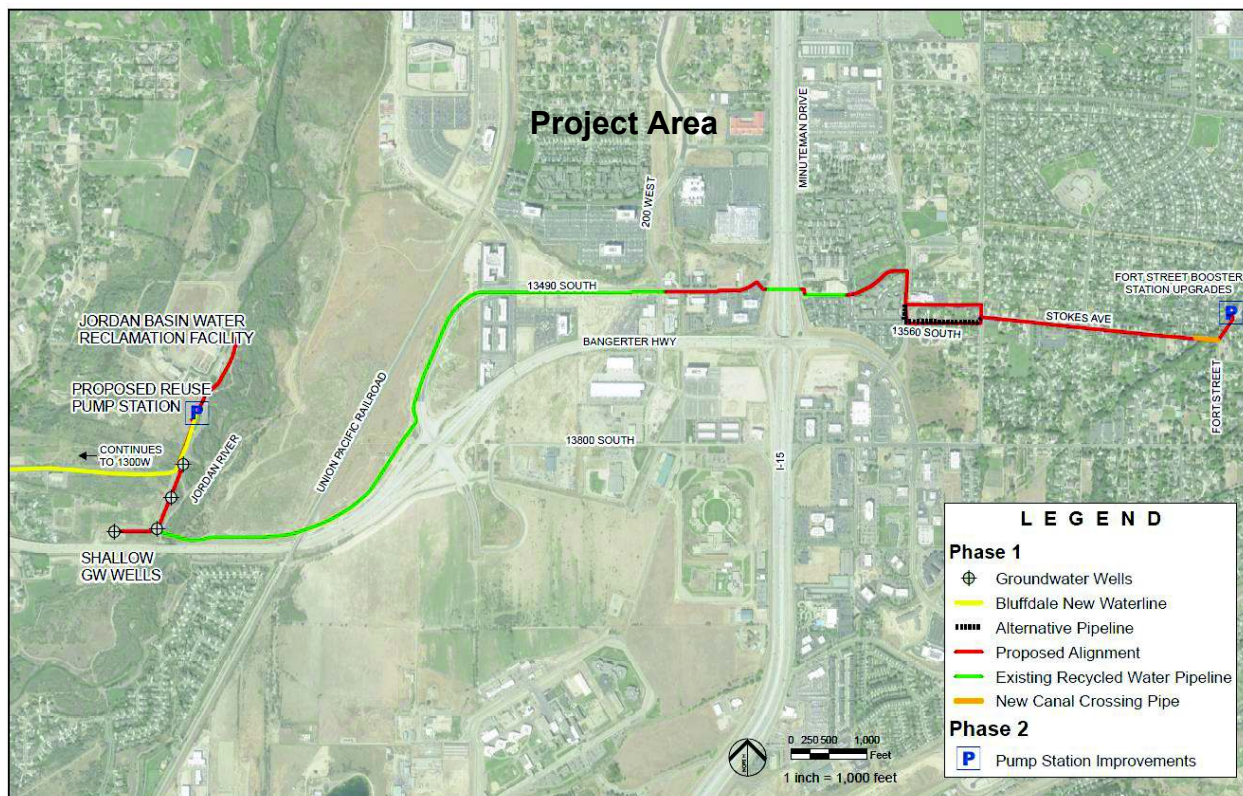 Project Area
MINUTEMAN DRIVE
200 WEST
13490 SOUTH
FORT STREET BOOSTER
STATION UPGRADES
P
STOKES AVE
13560 SOUTH
JORDAN BASIN WATER
RECLAMATION FACILITY
BANGERTER HWY
PROPOSED REUSE
PUMP STATION
P
UNION PACIFIC RAILROAD
FORT STREET
13800 SOUTH
CONTINUES
TO 1300W
JORDAN RIVER
I-15
SHALLOW
GW WELLS
LEGEND
Phase 1
Groundwater Wells
Bluffdale New Waterline
Alternative Pipeline
Proposed Alignment
Existing Recycled Water Pipeline
New Canal Crossing Pipe
Phase 2
P Pump Station Improvements
NORTH
0 250 500 1,000
Feet
1 inch = 1,000 feet